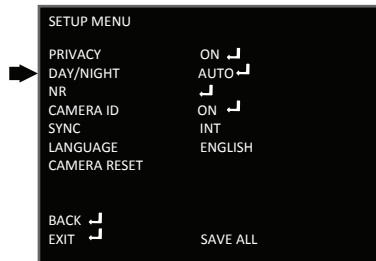 SETUP MENU
PRIVACY ON ↵
DAY/NIGHT AUTO ↵
NR ↵
CAMERA ID ON ↵
SYNC INT
LANGUAGE ENGLISH
CAMERA RESET
BACK ↵
EXIT ↵ SAVE ALL